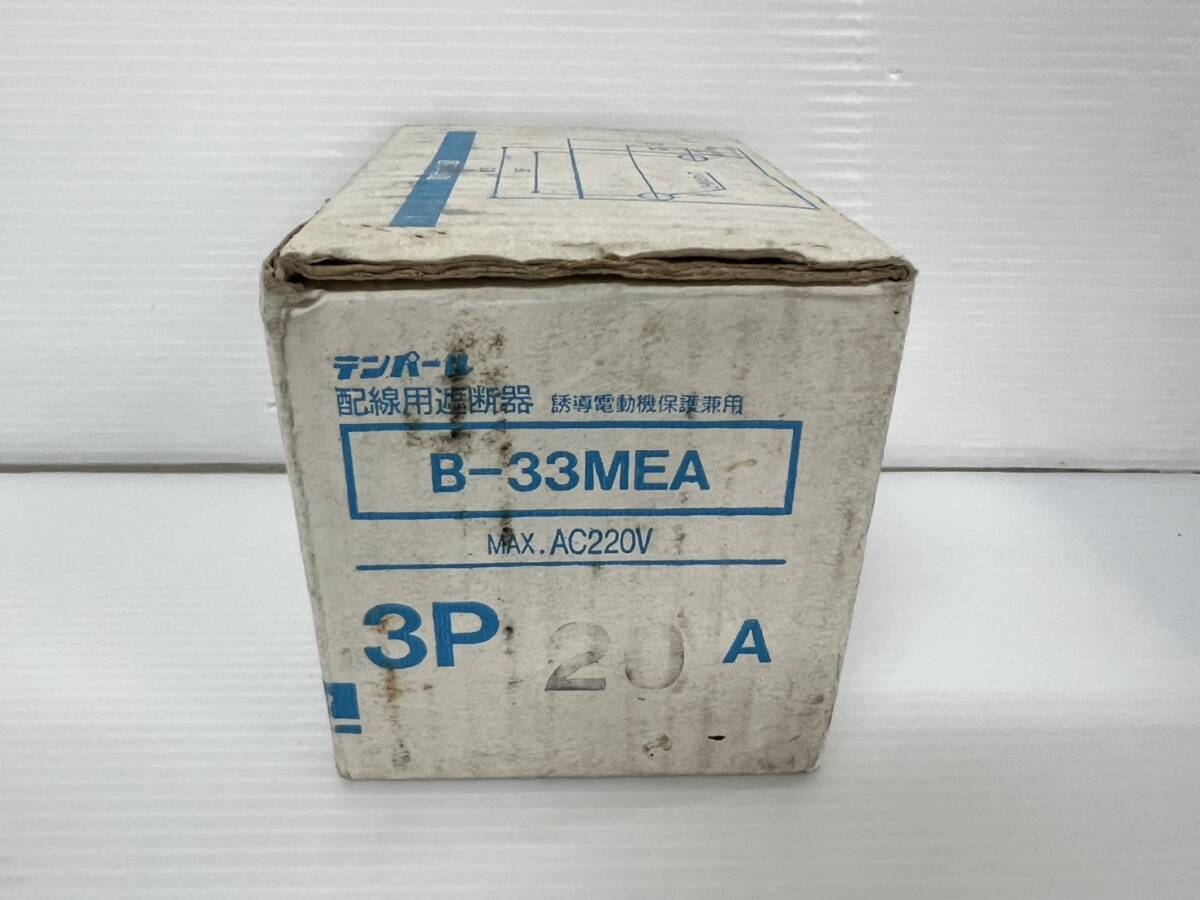 テンパール
配線用遮断器 誘導電動機保護兼用
B-33MEA
MAX. AC220V
3P 20 A